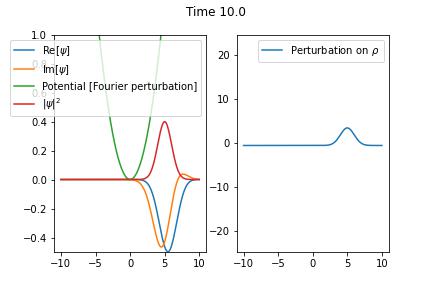 Time 10.0
Re[ψ]
Im[ψ]
Potential [Fourier perturbation]
|ψ|²
1.0
0.8
0.6
0.4
0.2
0.0
−0.2
−0.4
−10 −5 0 5 10
Perturbation on ρ
20
10
0
−10
−20
−10 −5 0 5 10